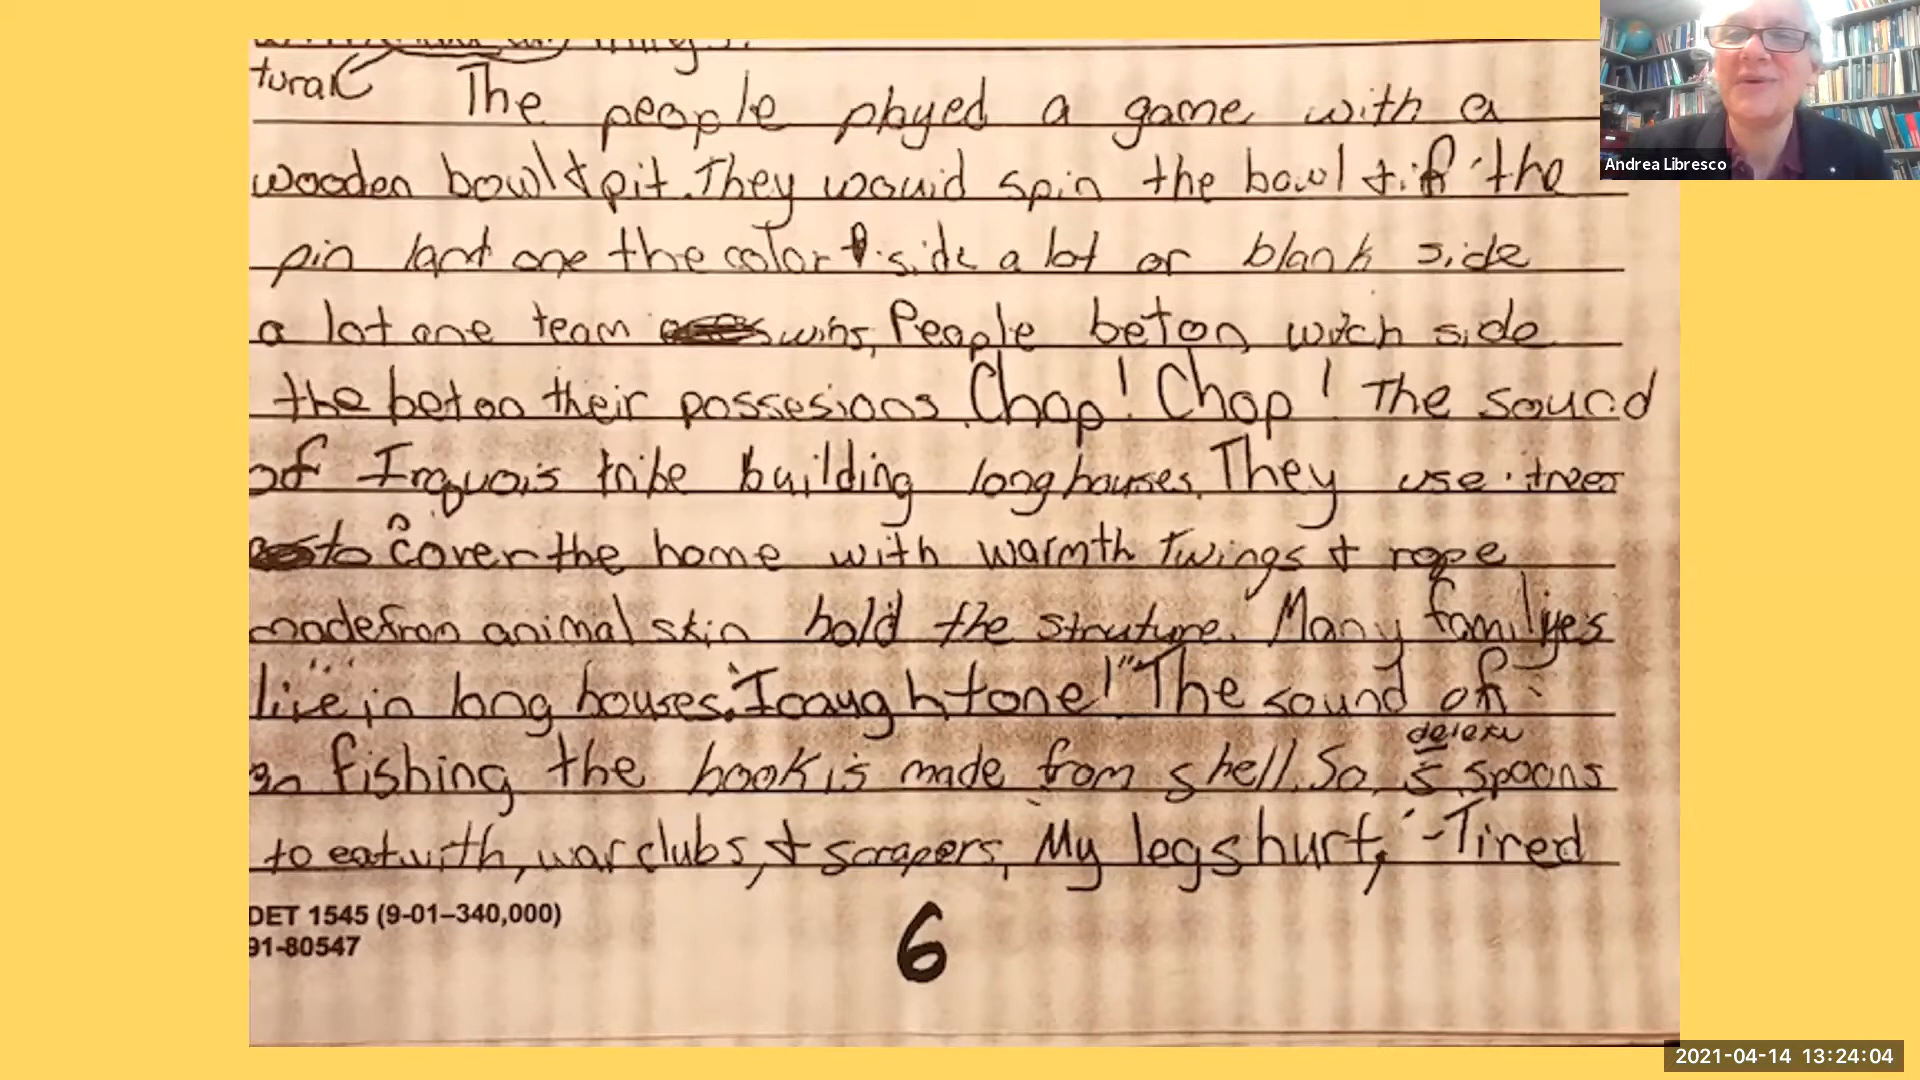 things.
tural The people played a game with a
wooden bowl & pit. They would spin the bowl & if the
pin land one the color side a lot or blank side
a lot one team wins, People bet on wich side
the bet on their possesions. Chop! Chop! The sound
of Irquois tribe building long houses. They use trees
to cover the home with warmth Twings & rope
made from animal skin hold the struture. Many familyes
live in long houses. "I caught one!" The sound of
fishing the hook is made from shell. So, s spoons
to eat with, war clubs, & scrapers, My legs hurt, "-Tired
DET 1545 (9-01–340,000)
91-80547
6
Andrea Libresco
2021-04-14 13:24:04